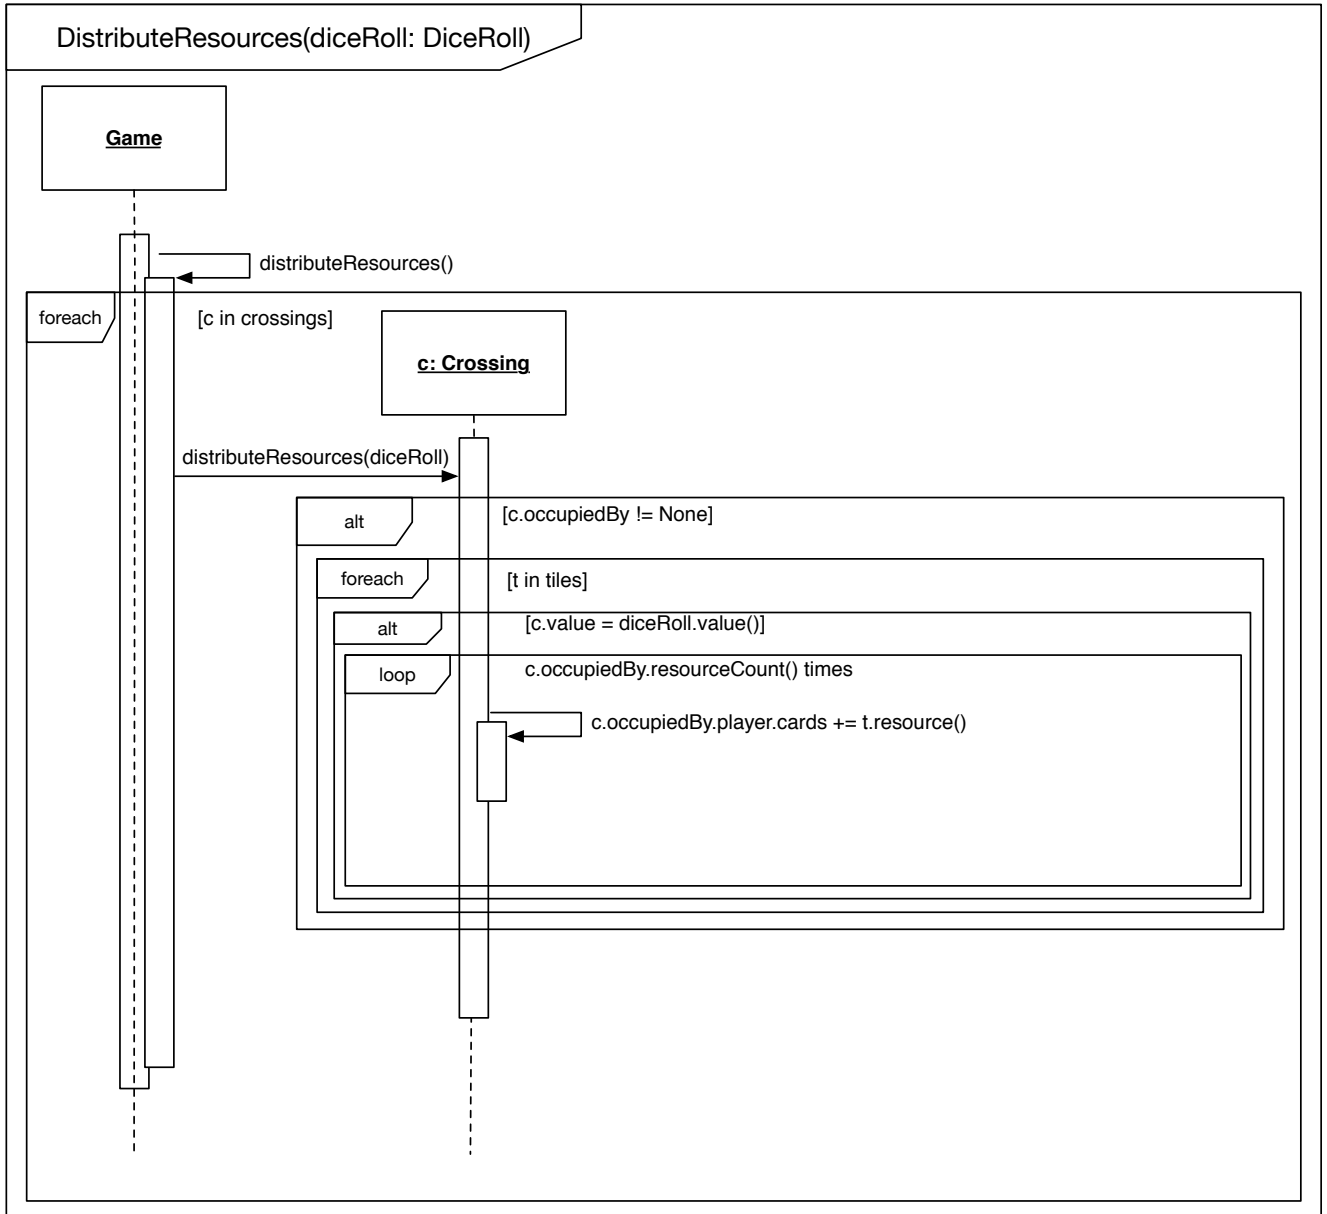 DistributeResources(diceRoll: DiceRoll)
Game
distributeResources()
foreach
[c in crossings]
c: Crossing
distributeResources(diceRoll)
alt
[c.occupiedBy != None]
foreach
[t in tiles]
alt
[c.value = diceRoll.value()]
loop
c.occupiedBy.resourceCount() times
c.occupiedBy.player.cards += t.resource()